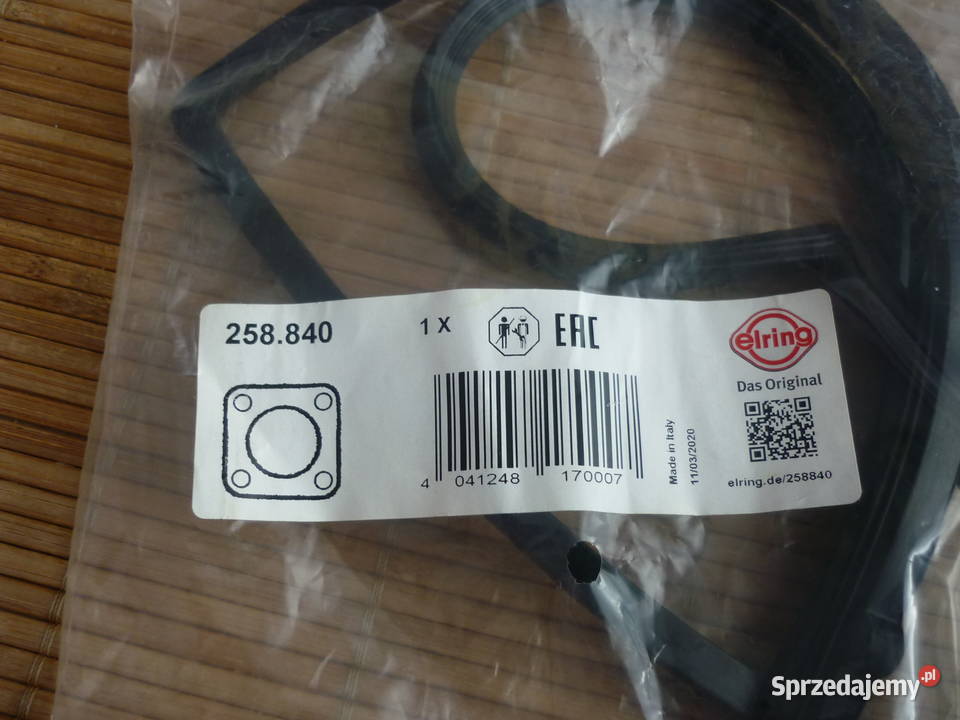 258.840
1 X
EAC
elring
Das Original
4 041248 170007
Made in Italy
11/03/2020
elring.de/258840
Sprzedajemy.pl